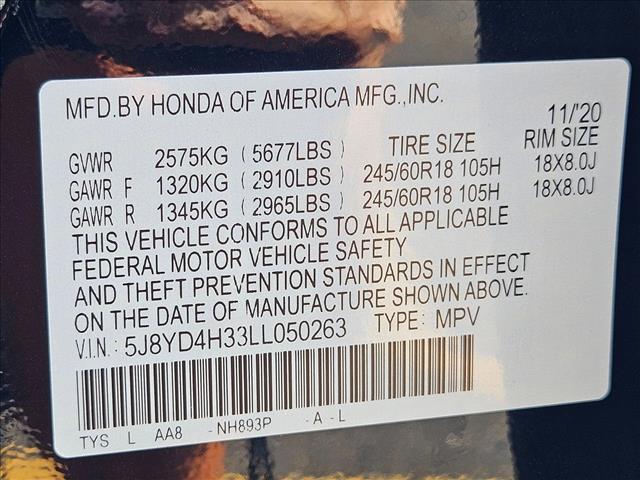 MFD.BY HONDA OF AMERICA MFG.,INC.
11/'20
GVWR 2575KG (5677LBS) TIRE SIZE RIM SIZE
GAWR F 1320KG (2910LBS) 245/60R18 105H 18X8.0J
GAWR R 1345KG (2965LBS) 245/60R18 105H 18X8.0J
THIS VEHICLE CONFORMS TO ALL APPLICABLE
FEDERAL MOTOR VEHICLE SAFETY
AND THEFT PREVENTION STANDARDS IN EFFECT
ON THE DATE OF MANUFACTURE SHOWN ABOVE.
V.I.N: 5J8YD4H33LL050263 TYPE: MPV
TYS L AA8 -NH893P -A-L